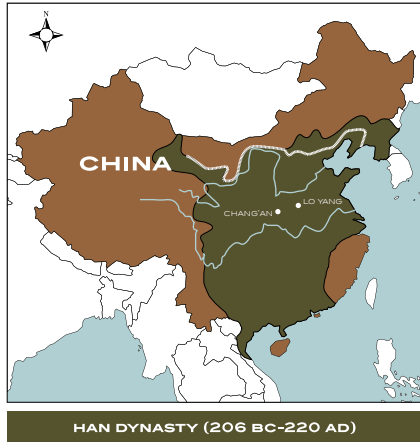 N
CHINA
LO YANG
CHANG'AN
HAN DYNASTY (206 BC-220 AD)